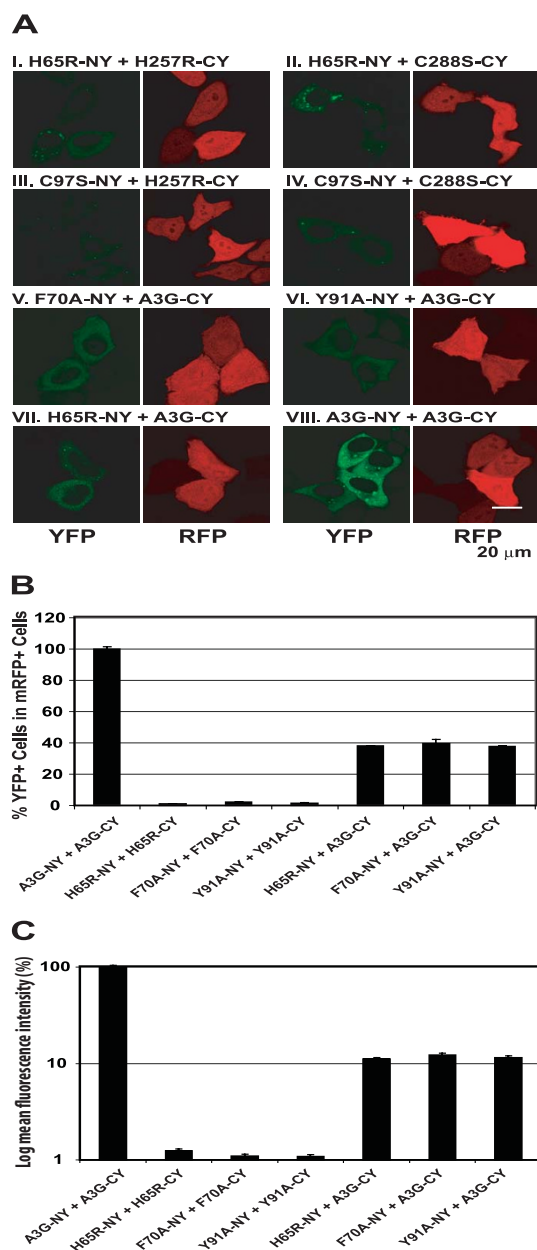 A
I. H65R-NY + H257R-CY
II. H65R-NY + C288S-CY
III. C97S-NY + H257R-CY
IV. C97S-NY + C288S-CY
V. F70A-NY + A3G-CY
VI. Y91A-NY + A3G-CY
VII. H65R-NY + A3G-CY
VIII. A3G-NY + A3G-CY
YFP RFP YFP RFP
20 μm
B
% YFP+ Cells in mRFP+ Cells
120
100
80
60
40
20
0
A3G-NY + A3G-CY
H65R-NY + H65R-CY
F70A-NY + F70A-CY
Y91A-NY + Y91A-CY
H65R-NY + A3G-CY
F70A-NY + A3G-CY
Y91A-NY + A3G-CY
C
Log mean fluorescence intensity (%)
100
10
1
A3G-NY + A3G-CY
H65R-NY + H65R-CY
F70A-NY + F70A-CY
Y91A-NY + Y91A-CY
H65R-NY + A3G-CY
F70A-NY + A3G-CY
Y91A-NY + A3G-CY